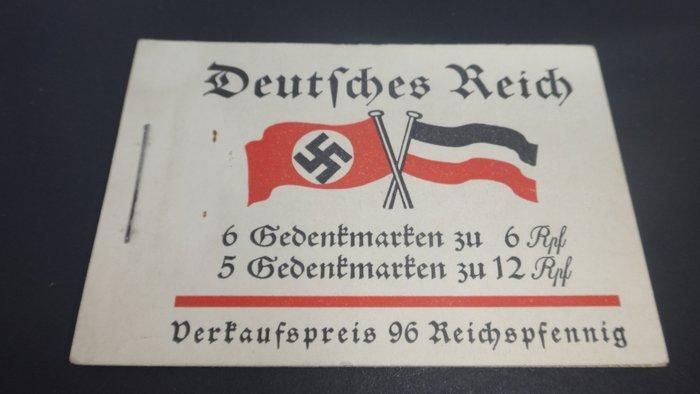 Deutſches Reich
6 Gedenkmarken zu 6 Rpf
5 Gedenkmarken zu 12 Rpf
Verkaufspreis 96 Reichspfennig